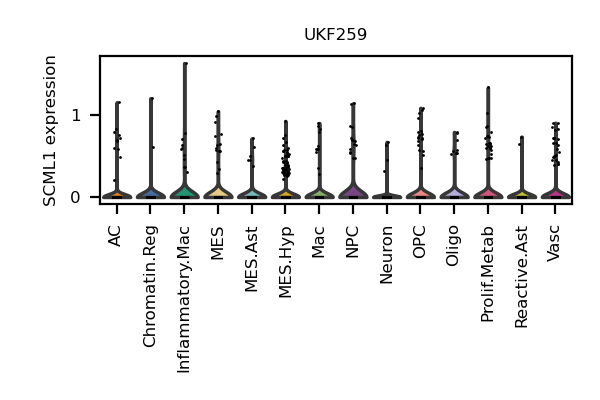 UKF259
SCIML1 expression
1
0
AC
Chromatin.Reg
Inflammatory.Mac
MES
MES.Ast
MES.Hyp
Mac
NPC
Neuron
OPC
Oligo
Prolif.Metab
Reactive.Ast
Vasc